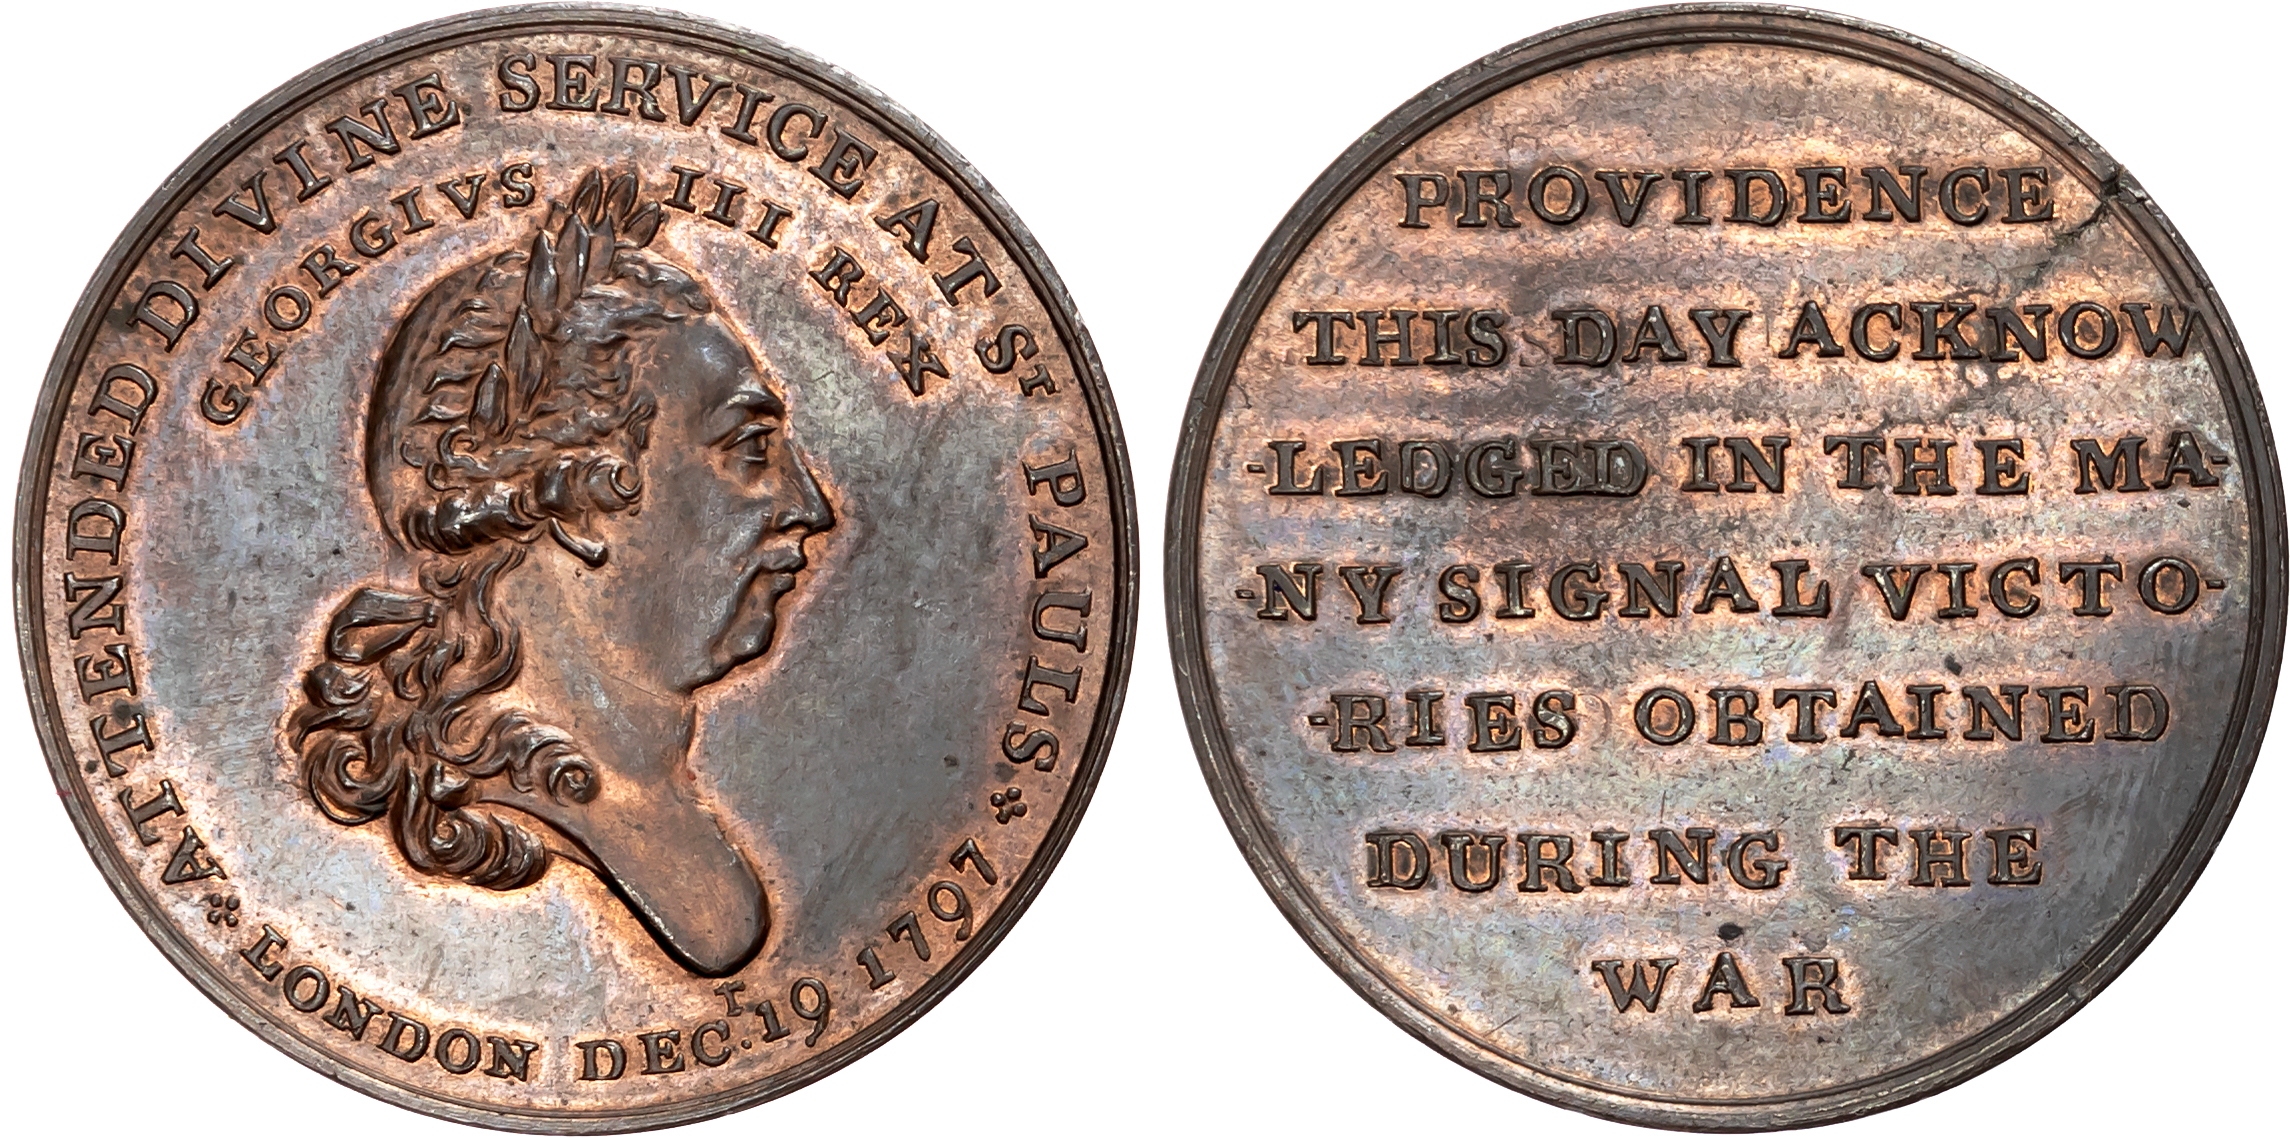 ATTENDED DIVINE SERVICE AT Sᵀ PAULS
GEORGIVS III REX
LONDON DECʳ. 19 1797
PROVIDENCE
THIS DAY ACKNOW
-LEDGED IN THE MA-
-NY SIGNAL VICTO-
-RIES OBTAINED
DURING THE
WAR